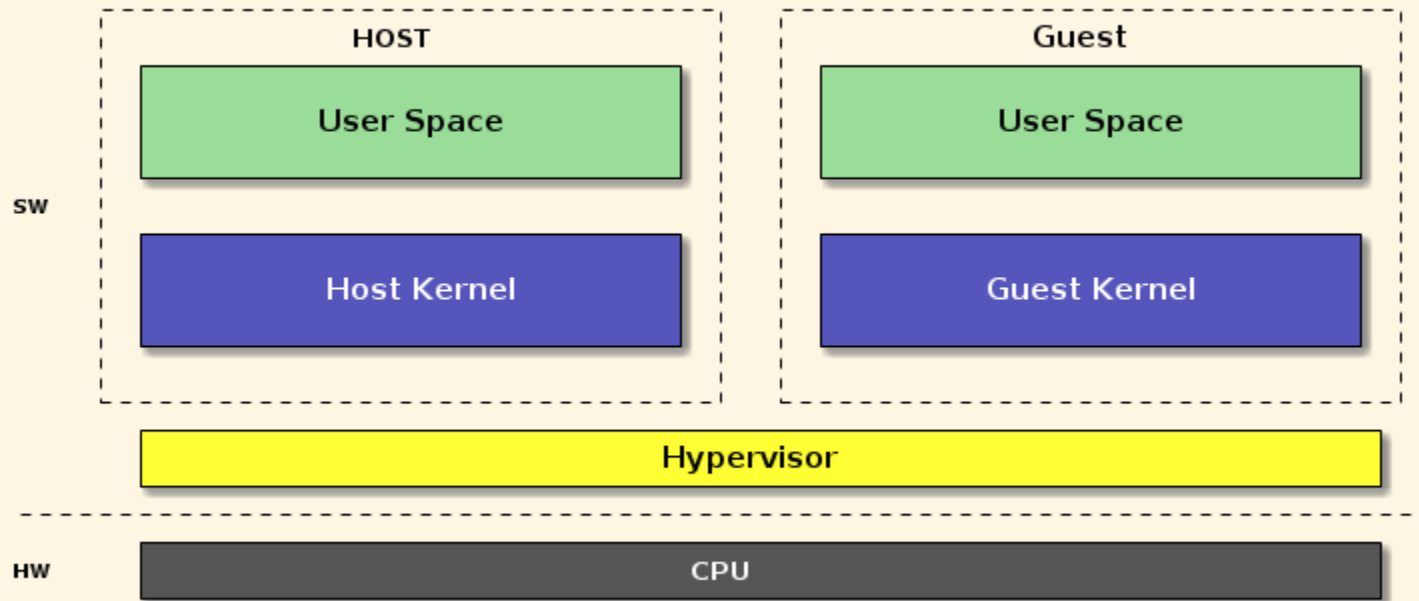 HOST
Guest
User Space
User Space
SW
Host Kernel
Guest Kernel
Hypervisor
HW
CPU